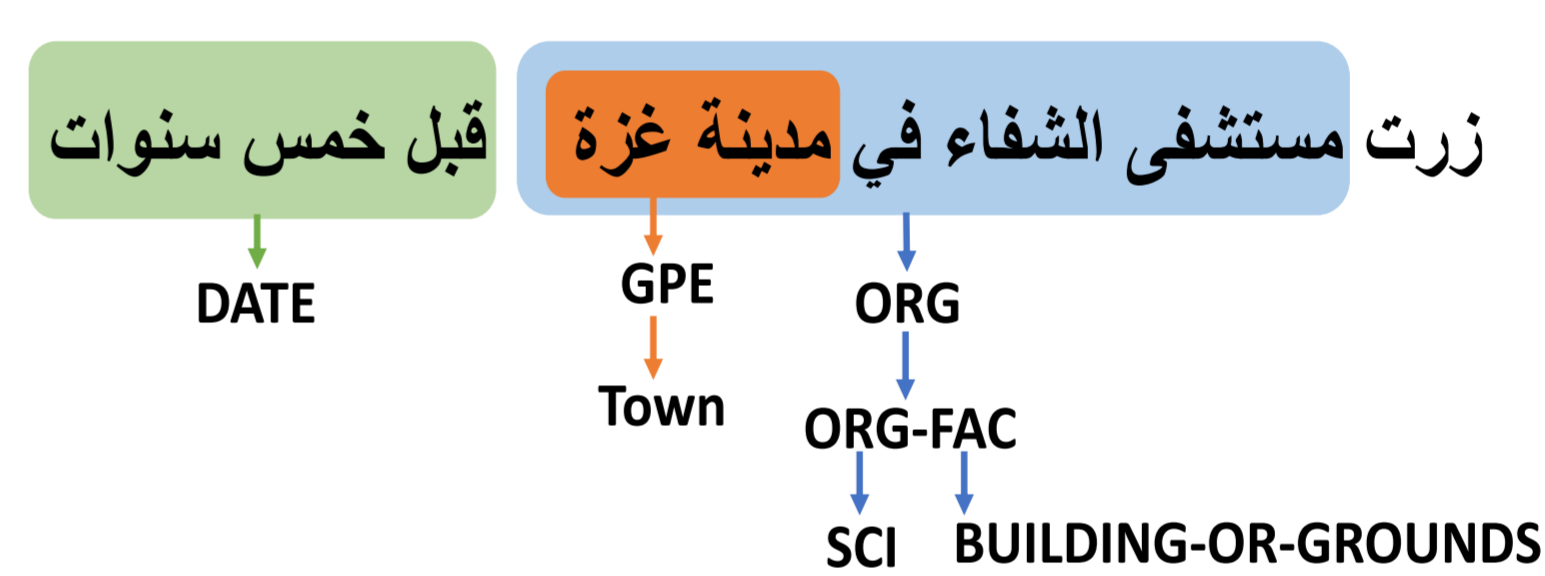 زرت مستشفى الشفاء في مدينة غزة قبل خمس سنوات
DATE
GPE
ORG
Town
ORG-FAC
SCI
BUILDING-OR-GROUNDS